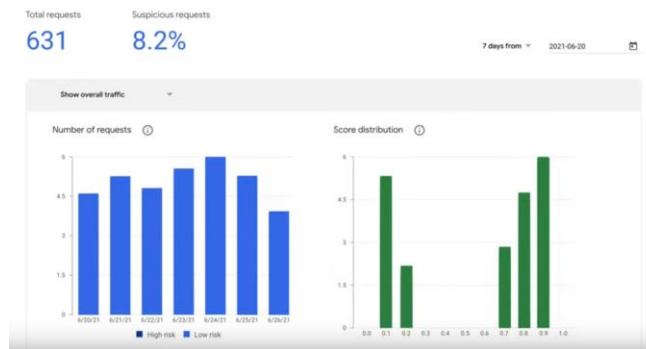 Total requests
Suspicious requests
631
8.2%
7 days from
2021-06-20
Show overall traffic
Number of requests
Score distribution
6
4.5
3
1.5
0
6/20/21 6/21/21 6/22/21 6/23/21 6/24/21 6/25/21 6/26/21
High risk Low risk
6
4.5
3
1.5
0
0.0 0.1 0.2 0.3 0.4 0.5 0.6 0.7 0.8 0.9 1.0